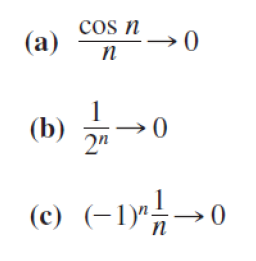 (a) cos n / n → 0
(b) 1 / 2ⁿ → 0
(c) (−1)ⁿ 1 / n → 0